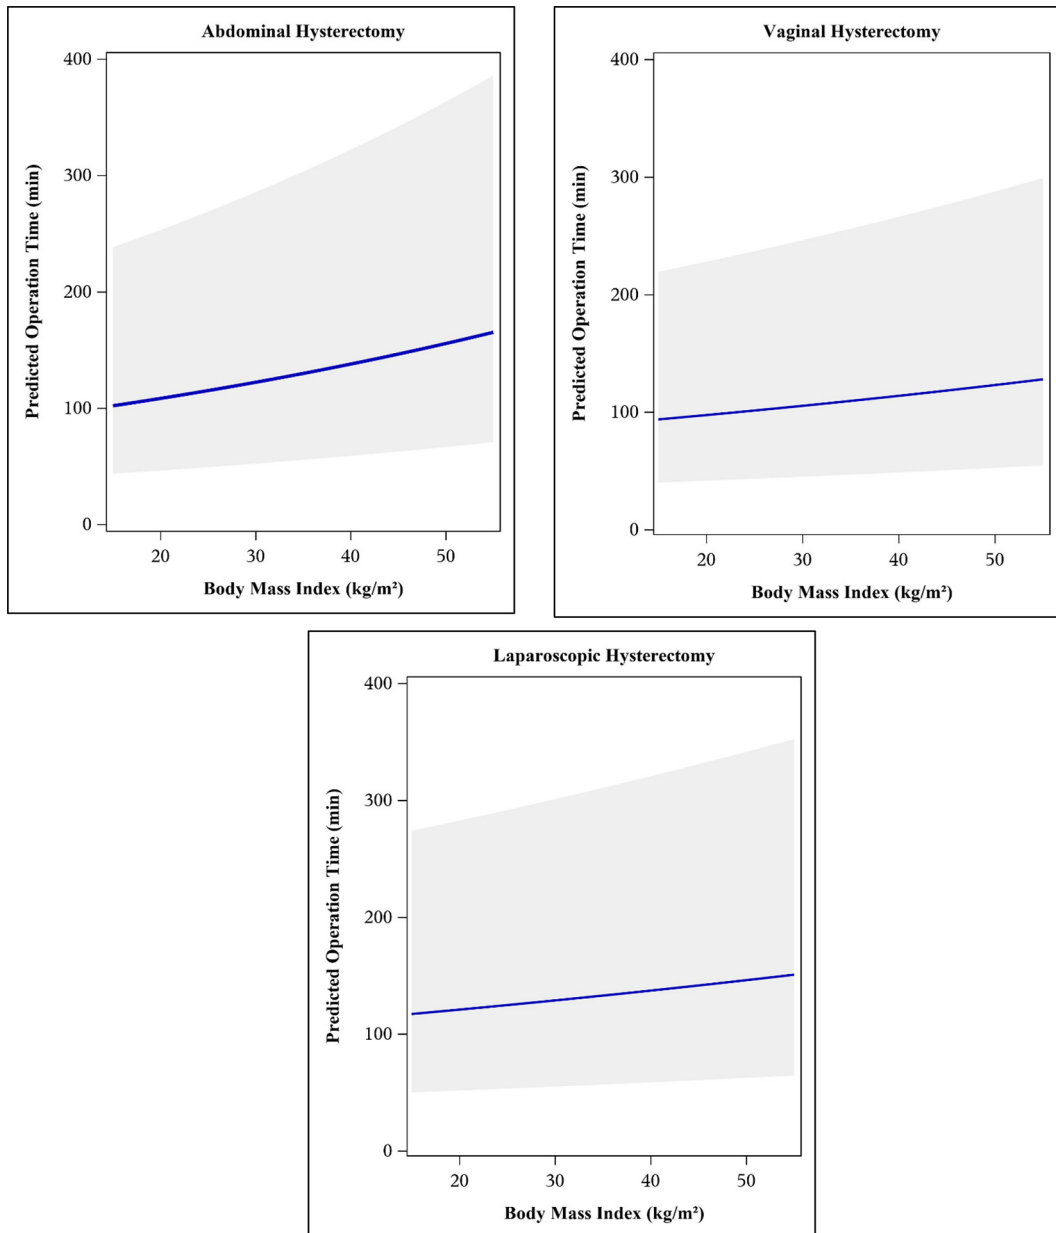 Abdominal Hysterectomy
400
300
200
100
0
Predicted Operation Time (min)
20 30 40 50
Body Mass Index (kg/m²)
Vaginal Hysterectomy
400
300
200
100
0
Predicted Operation Time (min)
20 30 40 50
Body Mass Index (kg/m²)
Laparoscopic Hysterectomy
400
300
200
100
0
Predicted Operation Time (min)
20 30 40 50
Body Mass Index (kg/m²)